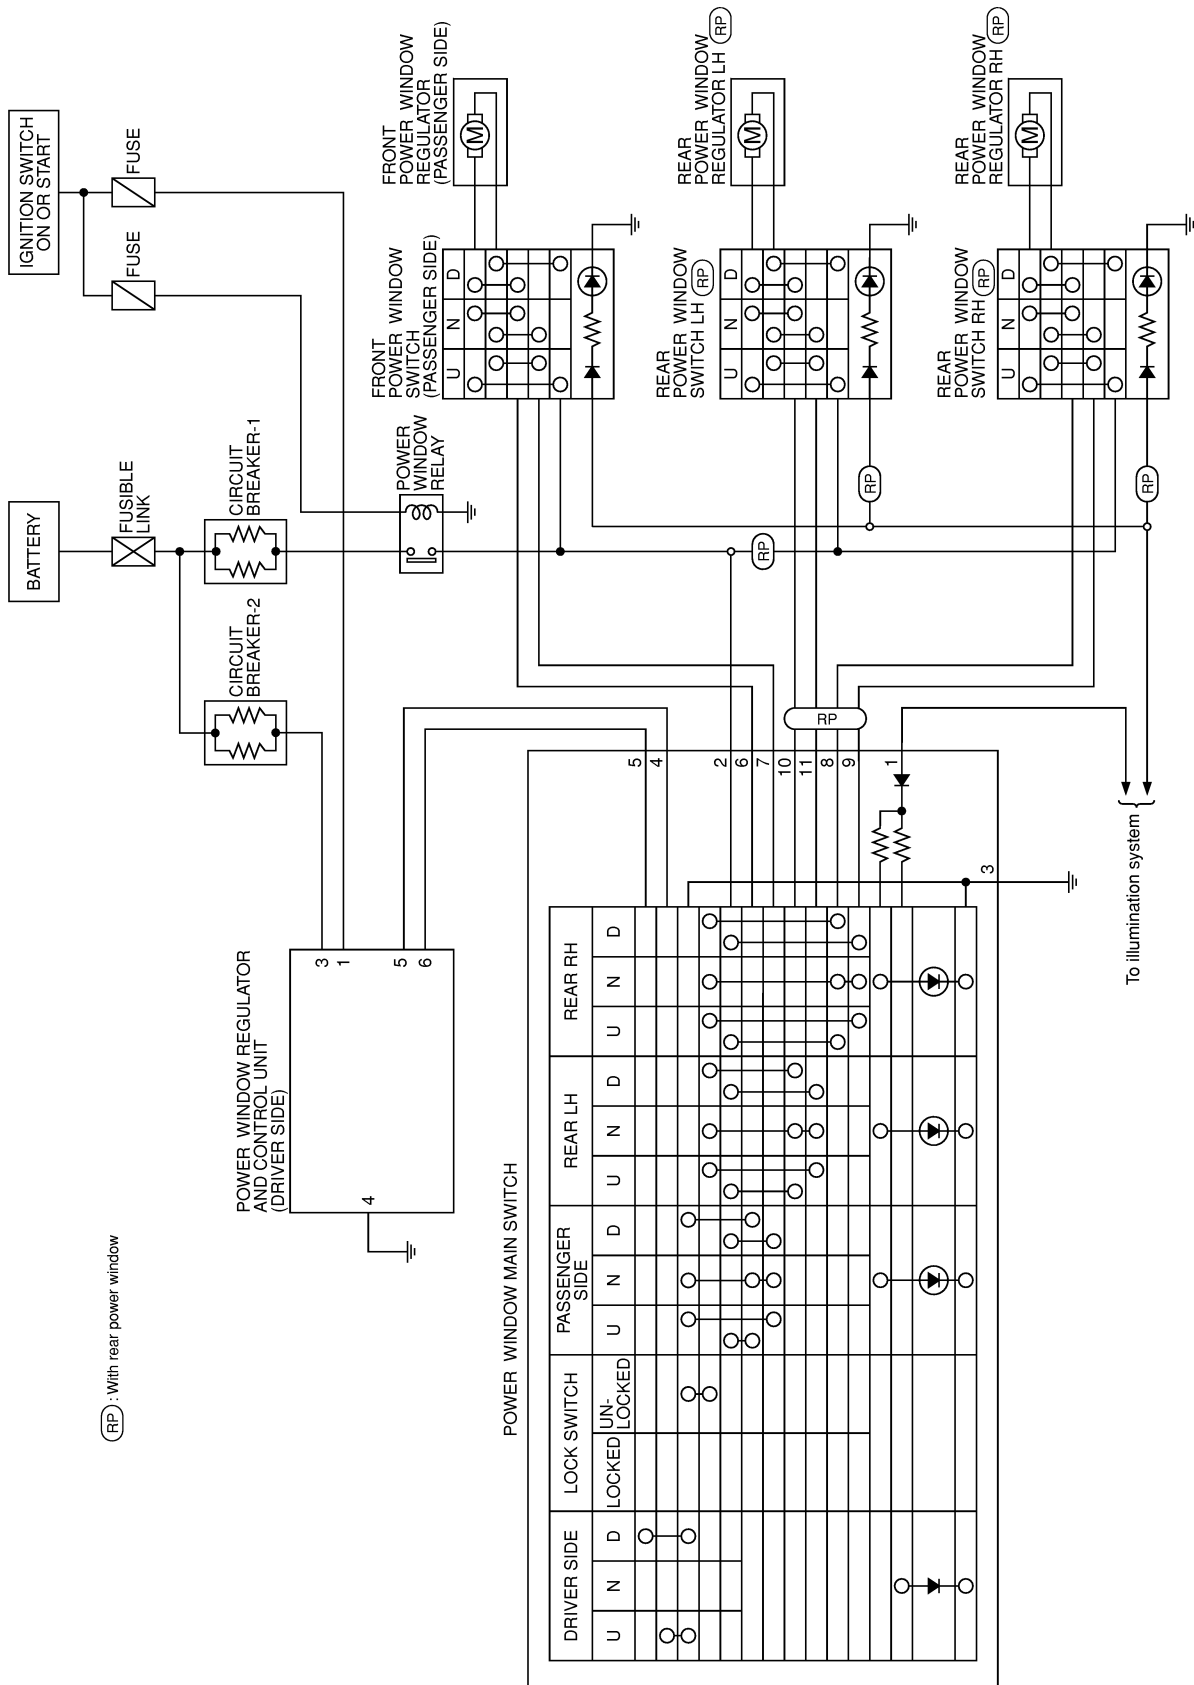 IGNITION SWITCH
ON OR START
FUSE
FUSE
BATTERY
FUSIBLE
LINK
CIRCUIT
BREAKER-1
CIRCUIT
BREAKER-2
POWER
WINDOW
RELAY
FRONT
POWER WINDOW
REGULATOR
(PASSENGER SIDE)
M
REAR
POWER WINDOW
REGULATOR LH RP
M
REAR
POWER WINDOW
REGULATOR RH RP
M
FRONT
POWER WINDOW
SWITCH
(PASSENGER SIDE)
U N D
REAR
POWER WINDOW
SWITCH LH RP
U N D
REAR
POWER WINDOW
SWITCH RH RP
U N D
RP
RP
RP
RP
POWER WINDOW REGULATOR
AND CONTROL UNIT
(DRIVER SIDE)
3
1
5
6
4
RP : With rear power window
POWER WINDOW MAIN SWITCH
5
4
2
6
7
10
11
8
9
1
3
DRIVER SIDE
U N D
LOCK SWITCH
LOCKED
UN-
LOCKED
PASSENGER
SIDE
U N D
REAR LH
U N D
REAR RH
U N D
To illumination system